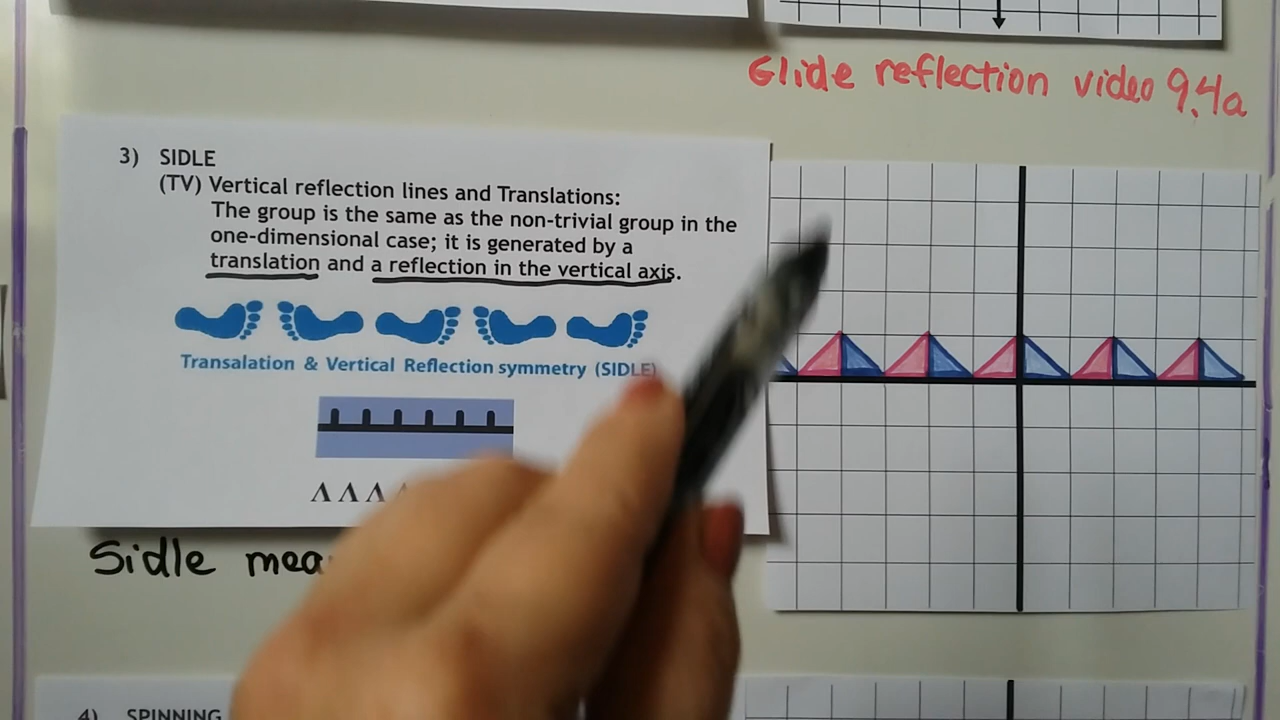 Glide reflection video 9.4a
3) SIDLE
(TV) Vertical reflection lines and Translations:
The group is the same as the non-trivial group in the
one-dimensional case; it is generated by a
translation and a reflection in the vertical axis.
Transalation & Vertical Reflection symmetry (SIDLE)
Λ Λ Λ
Sidle
4) SPINNING